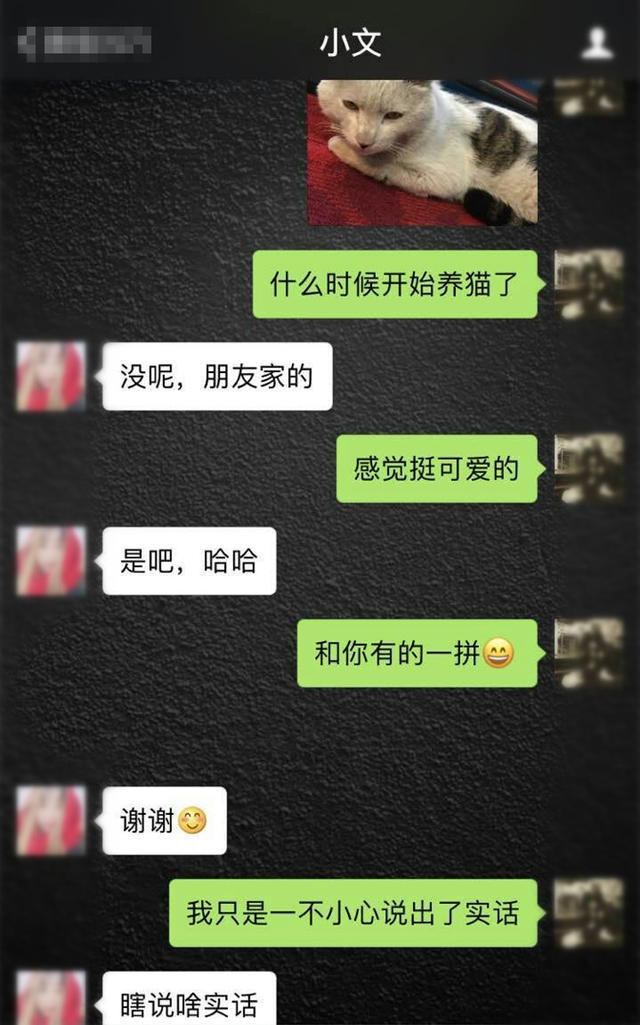 小文
什么时候开始养猫了
没呢，朋友家的
感觉挺可爱的
是吧，哈哈
和你有的一拼😄
谢谢😊
我只是一不小心说出了实话
瞎说啥实话